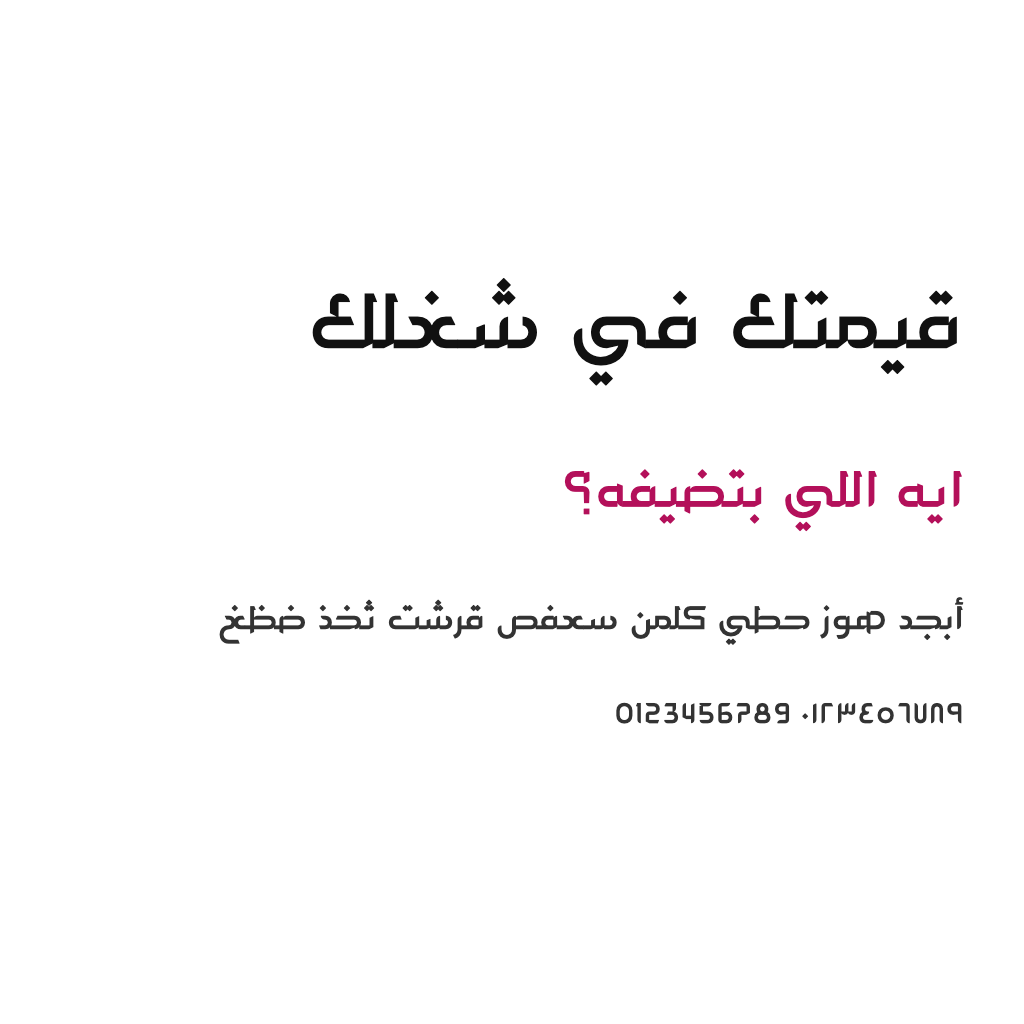 قيمتك في شغلك
ايه اللي بتضيفه؟
أبجد هوز حطي كلمن سعفص قرشت ثخذ ضظغ
٠١٢٣٤٥٦٧٨٩ 0123456789